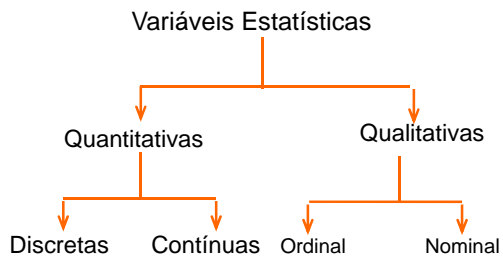 Variáveis Estatísticas
Quantitativas
Qualitativas
Discretas
Contínuas
Ordinal
Nominal